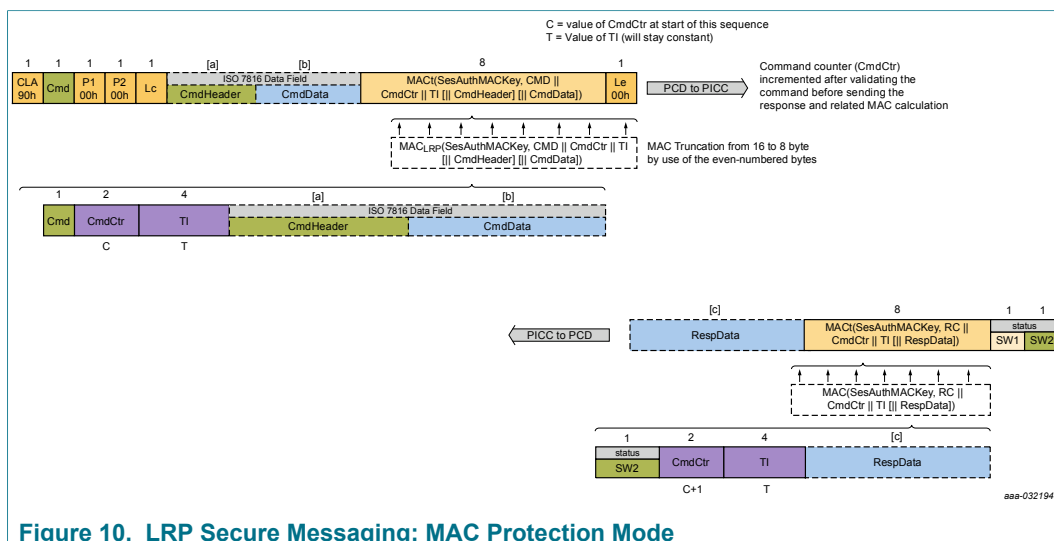 C = value of CmdCtr at start of this sequence
T = Value of TI (will stay constant)
1 1 1 1 1 [a] [b] 8 1
CLA
90h
Cmd
P1
00h
P2
00h
Lc
ISO 7816 Data Field
CmdHeader CmdData
MACt(SesAuthMACKey, CMD ||
CmdCtr || TI [|| CmdHeader] [|| CmdData])
Le
00h
PCD to PICC
Command counter (CmdCtr)
incremented after validating the
command before sending the
response and related MAC calculation
MACLRP(SesAuthMACKey, CMD || CmdCtr || TI
[|| CmdHeader] [|| CmdData])
MAC Truncation from 16 to 8 byte
by use of the even-numbered bytes
1 2 4 [a] [b]
Cmd CmdCtr TI
ISO 7816 Data Field
CmdHeader CmdData
C T
[c] 8 1 1
PICC to PCD
RespData
MACt(SesAuthMACKey, RC ||
CmdCtr || TI [|| RespData])
status
SW1 SW2
MAC(SesAuthMACKey, RC ||
CmdCtr || TI [|| RespData])
1 2 4 [c]
status
SW2
CmdCtr TI RespData
C+1 T
aaa-032194
Figure 10. LRP Secure Messaging: MAC Protection Mode